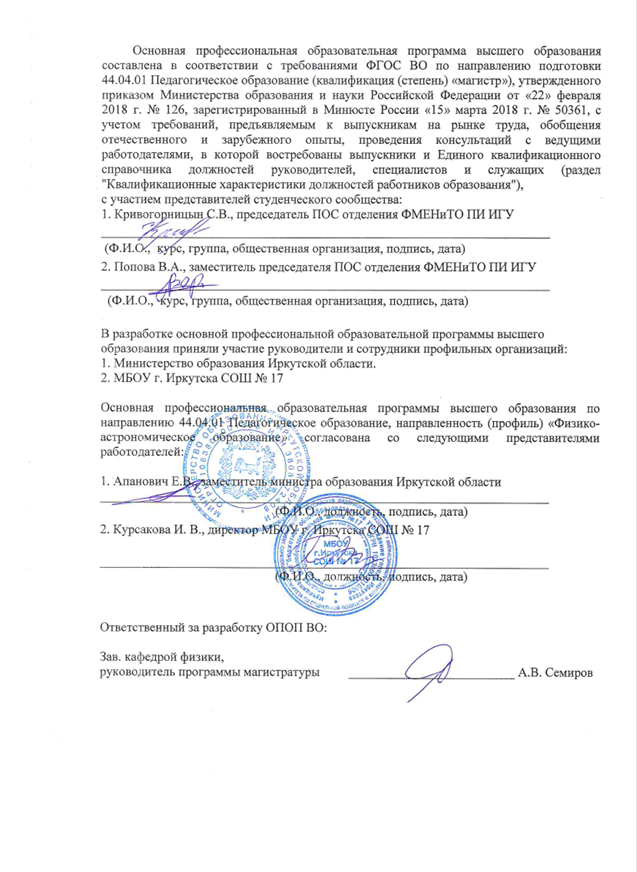 Основная профессиональная образовательная программа высшего образования
составлена в соответствии с требованиями ФГОС ВО по направлению подготовки
44.04.01 Педагогическое образование (квалификация (степень) «магистр»), утвержденного
приказом Министерства образования и науки Российской Федерации от «22» февраля
2018 г. № 126, зарегистрированный в Минюсте России «15» марта 2018 г. № 50361, с
учетом требований, предъявляемым к выпускникам на рынке труда, обобщения
отечественного и зарубежного опыты, проведения консультаций с ведущими
работодателями, в которой востребованы выпускники и Единого квалификационного
справочника должностей руководителей, специалистов и служащих (раздел
"Квалификационные характеристики должностей работников образования"),
с участием представителей студенческого сообщества:
1. Кривогорницын С.В., председатель ПОС отделения ФМЕНиТО ПИ ИГУ
(Ф.И.О., курс, группа, общественная организация, подпись, дата)
2. Попова В.А., заместитель председателя ПОС отделения ФМЕНиТО ПИ ИГУ
(Ф.И.О., курс, группа, общественная организация, подпись, дата)
В разработке основной профессиональной образовательной программы высшего
образования приняли участие руководители и сотрудники профильных организаций:
1. Министерство образования Иркутской области.
2. МБОУ г. Иркутска СОШ № 17
Основная профессиональная образовательная программы высшего образования по
направлению 44.04.01 Педагогическое образование, направленность (профиль) «Физико-
астрономическое образование» согласована со следующими представителями
работодателей:
1. Апанович Е.В., заместитель министра образования Иркутской области
(Ф.И.О., должность, подпись, дата)
2. Курсакова И. В., директор МБОУ г. Иркутска СОШ № 17
МБОУ
г.Иркутска
СОШ № 17
(Ф.И.О., должность, подпись, дата)
Ответственный за разработку ОПОП ВО:
Зав. кафедрой физики,
руководитель программы магистратуры А.В. Семиров